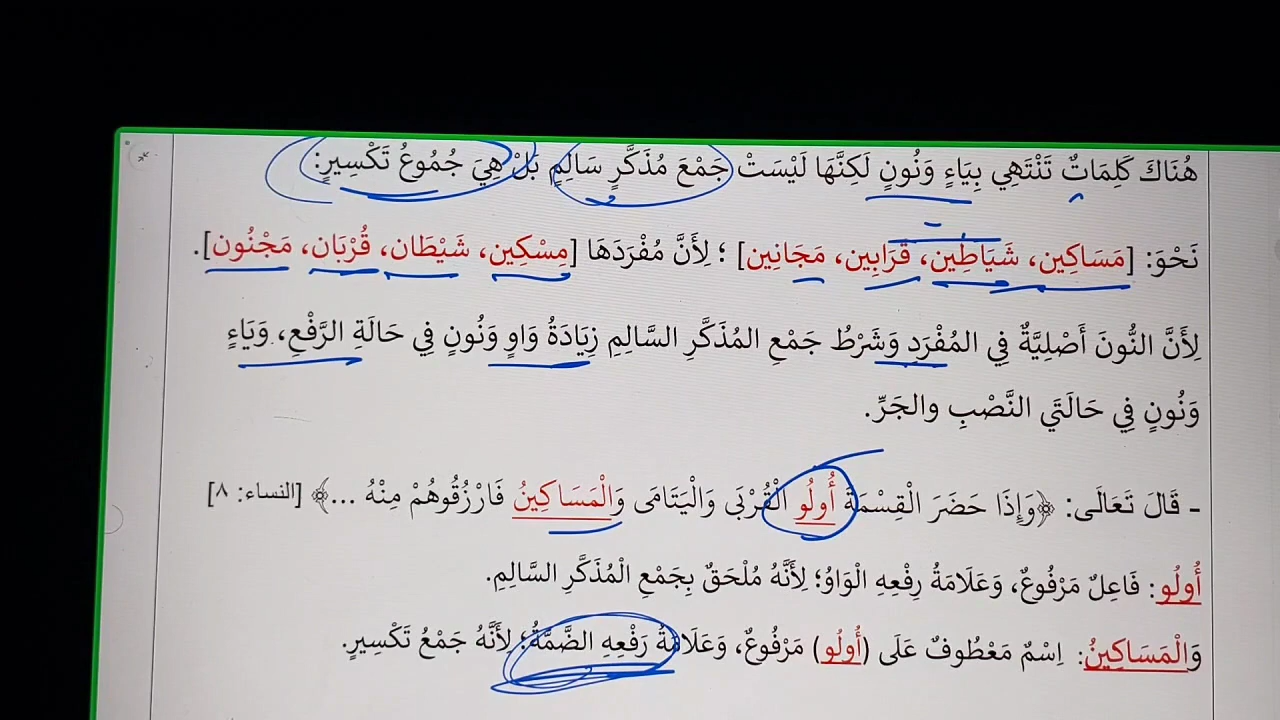 هُنَاكَ كَلِمَاتٌ تَنْتَهِي بِيَاءٍ وَنُونٍ لَكِنَّهَا لَيْسَتْ جَمْعَ مُذَكَّرٍ سَالِمٍ بَلْ هِيَ جُمُوعُ تَكْسِيرٍ:
نَحْوَ: [مَسَاكِين، شَيَاطِين، قَرَابِين، مَجَانِين] ؛ لِأَنَّ مُفْرَدَهَا [مِسْكِين، شَيْطَان، قُرْبَان، مَجْنُون].
لِأَنَّ النُّونَ أَصْلِيَّةٌ فِي المُفْرَدِ وَشَرْطُ جَمْعِ المُذَكَّرِ السَّالِمِ زِيَادَةُ وَاوٍ وَنُونٍ فِي حَالَةِ الرَّفْعِ، وَيَاءٍ
وَنُونٍ فِي حَالَتَي النَّصْبِ والجَرِّ.
- قَالَ تَعَالَى: ﴿وَإِذَا حَضَرَ الْقِسْمَةَ أُولُو الْقُرْبَى وَالْيَتَامَى وَالْمَسَاكِينُ فَارْزُقُوهُمْ مِنْهُ ...﴾ [النساء: ٨]
أُولُو: فَاعِلٌ مَرْفُوعٌ، وَعَلَامَةُ رِفْعِهِ الْوَاوُ؛ لِأَنَّهُ مُلْحَقٌ بِجَمْعِ الْمُذَكَّرِ السَّالِمِ.
وَالْمَسَاكِينُ: اِسْمٌ مَعْطُوفٌ عَلَى (أُولُو) مَرْفُوعٌ، وَعَلَامَةُ رَفْعِهِ الضَّمَّةُ؛ لِأَنَّهُ جَمْعُ تَكْسِيرٍ.